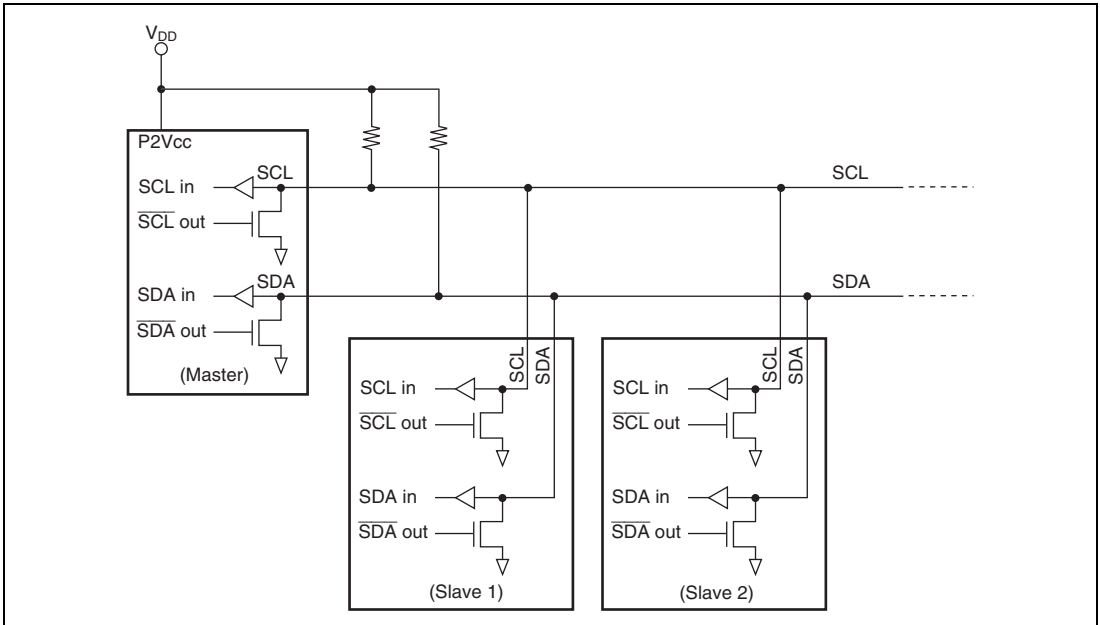 VDD
P2Vcc
SCL in
SCL
SCL out
SDA in
SDA
SDA out
(Master)
SCL
SDA
SCL
SDA
SCL in
SCL out
SDA in
SDA out
(Slave 1)
SCL
SDA
SCL in
SCL out
SDA in
SDA out
(Slave 2)